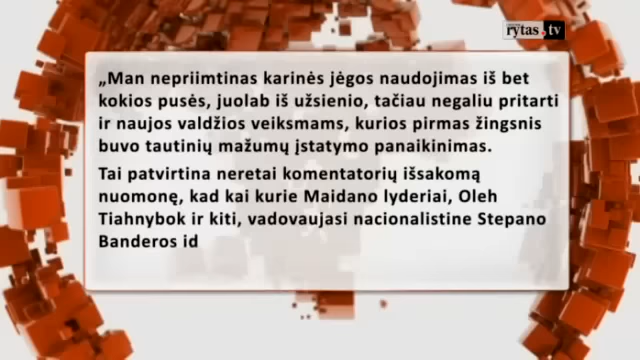 rytas.tv
„Man nepriimtinas karinės jėgos naudojimas iš bet
kokios pusės, juolab iš užsienio, tačiau negaliu pritarti
ir naujos valdžios veiksmams, kurios pirmas žingsnis
buvo tautinių mažumų įstatymo panaikinimas.
Tai patvirtina neretai komentatorių išsakomą
nuomonę, kad kai kurie Maidano lyderiai, Oleh
Tiahnybok ir kiti, vadovaujasi nacionalistine Stepano
Banderos id